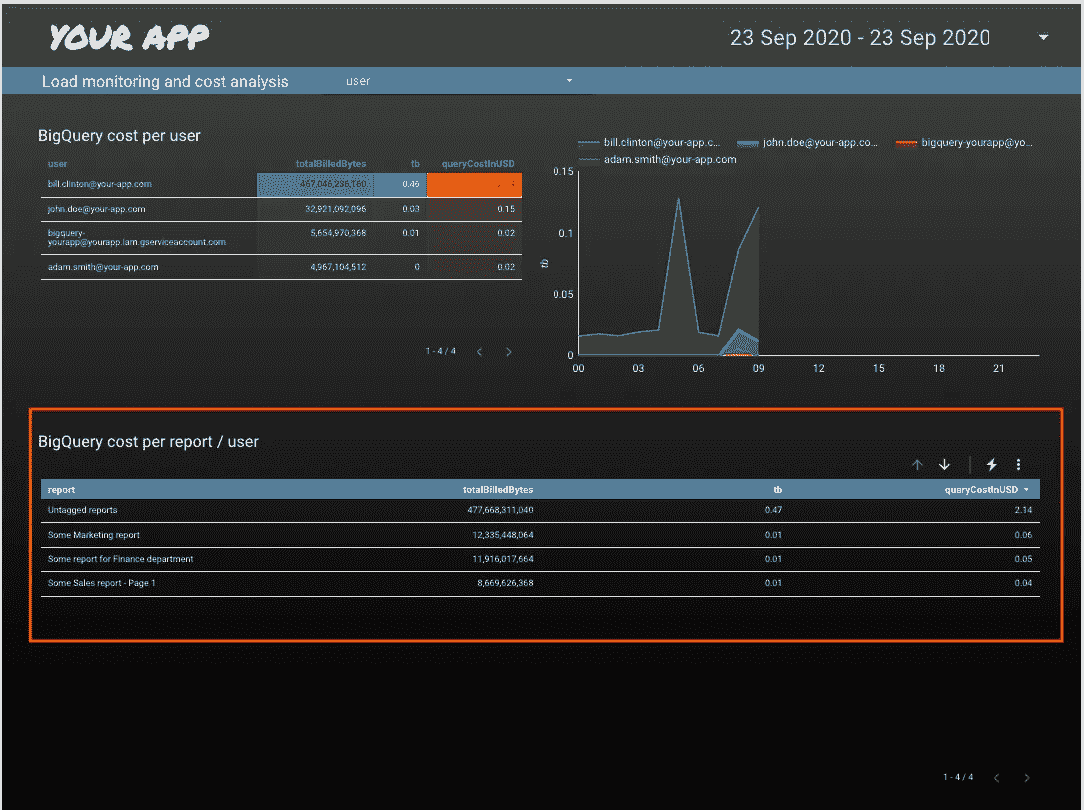 YOUR APP
23 Sep 2020 - 23 Sep 2020
Load monitoring and cost analysis user
BigQuery cost per user
user totalBilledBytes tb queryCostInUSD
bill.clinton@your-app.com 467,046,236,160 0.46
john.doe@your-app.com 32,921,092,096 0.03 0.15
bigquery-
yourapp@yourapp.iam.gserviceaccount.com 5,654,970,368 0.01 0.02
adam.smith@your-app.com 4,967,104,512 0 0.02
1 - 4 / 4
bill.clinton@your-app.c... john.doe@your-app.co... bigquery-yourapp@yo...
adam.smith@your-app.com
0.15
0.1
tb
0.05
0
00 03 06 09 12 15 18 21
BigQuery cost per report / user
report totalBilledBytes tb queryCostInUSD
Untagged reports 477,668,311,040 0.47 2.14
Some Marketing report 12,335,448,064 0.01 0.06
Some report for Finance department 11,916,017,664 0.01 0.05
Some Sales report - Page 1 8,669,626,368 0.01 0.04
1 - 4 / 4